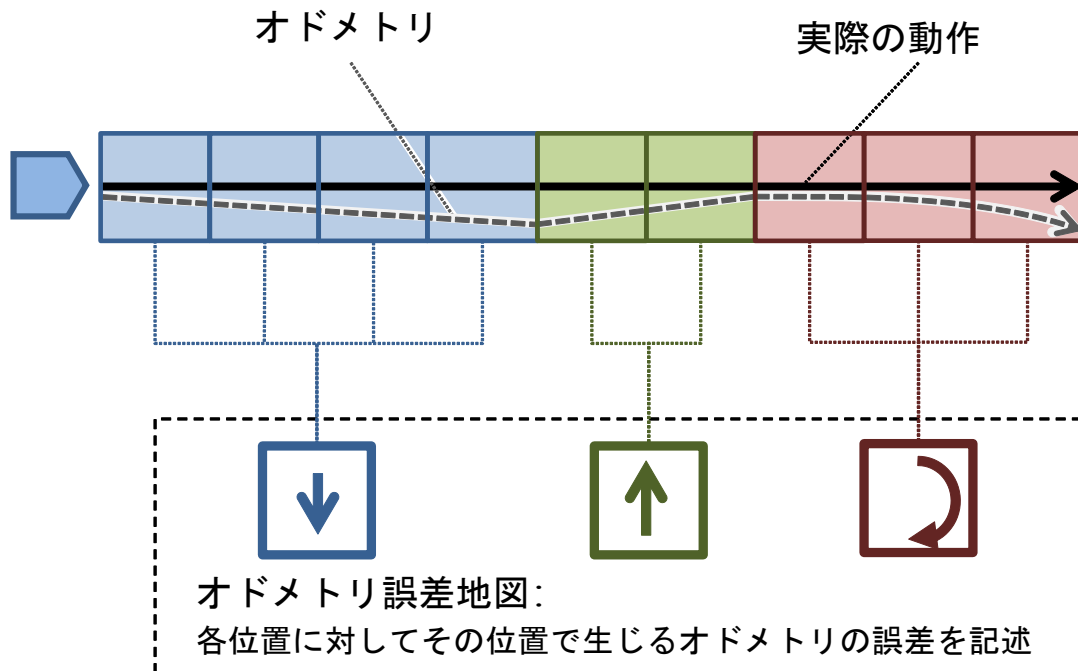 オドメトリ
実際の動作
オドメトリ誤差地図:
各位置に対してその位置で生じるオドメトリの誤差を記述